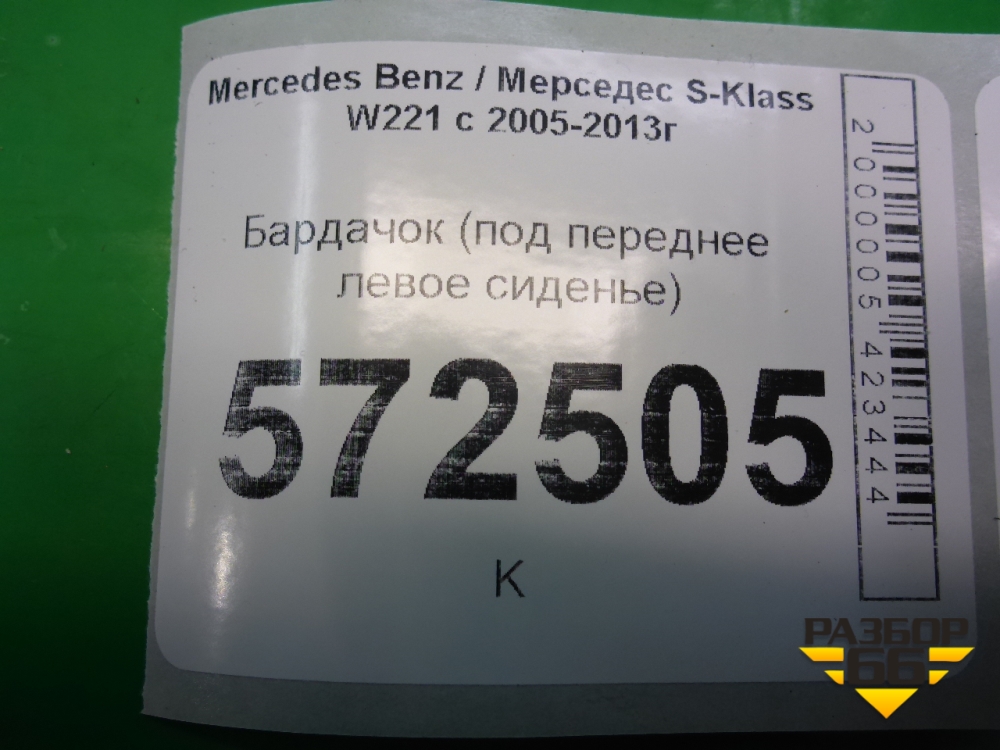 Mercedes Benz / Мерседес S-Klass
W221 с 2005-2013г
Бардачок (под переднее
левое сиденье)
572505
К
2000005423444
РАЗБОР
66